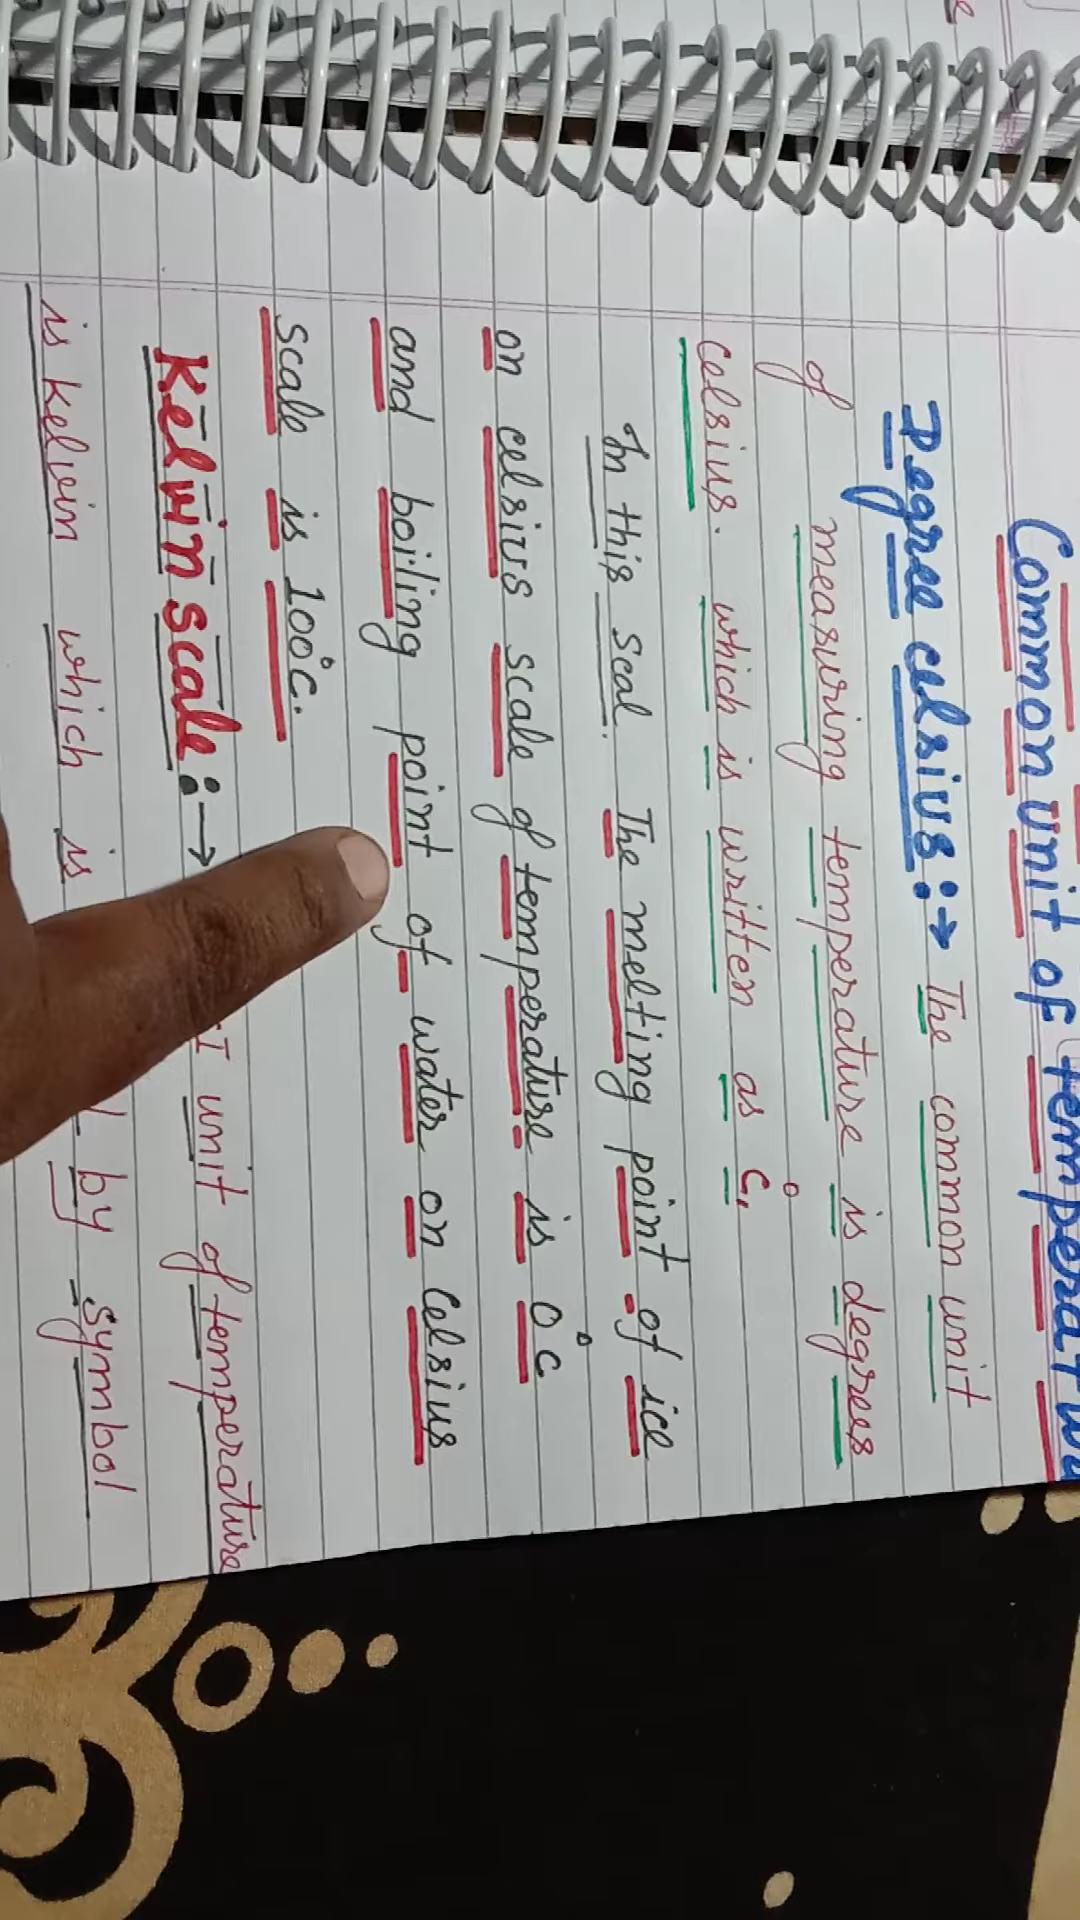 Common unit of temperatu
Degree celsius :→ The common unit
of measuring temperature is degrees
celsius. which is written as °C,
In this scal. The melting point of ice
on celsius scale of temperature is 0°C
and boiling point of water on Celsius
scale is 100°C.
Kelvin scale :→ I unit of temperature
is kelvin which is by symbol